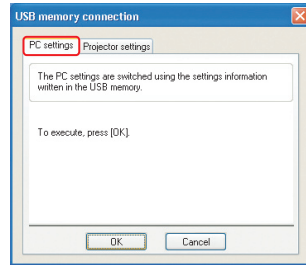 USB memory connection
PC settings Projector settings
The PC settings are switched using the settings information
written in the USB memory.
To execute, press [OK].
OK Cancel